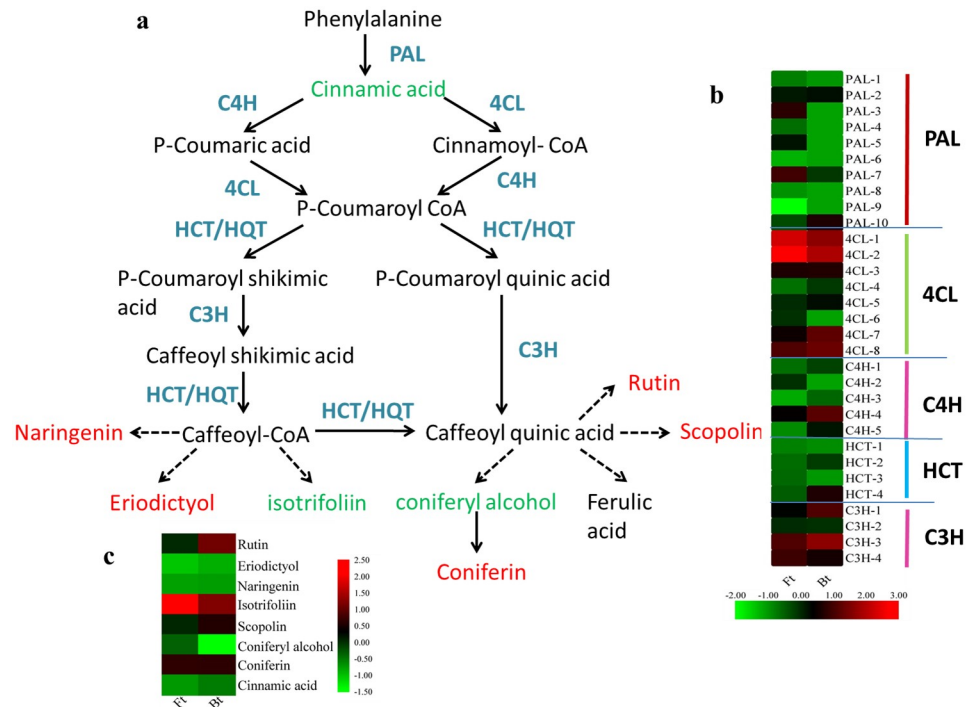 a
Phenylalanine
PAL
Cinnamic acid
C4H
4CL
P-Coumaric acid
Cinnamoyl- CoA
4CL
C4H
P-Coumaroyl CoA
HCT/HQT
HCT/HQT
P-Coumaroyl shikimic
acid
P-Coumaroyl quinic acid
C3H
C3H
Caffeoyl shikimic acid
HCT/HQT
HCT/HQT
Rutin
Naringenin
Caffeoyl-CoA
Caffeoyl quinic acid
Scopolin
Eriodictyol
isotrifoliin
coniferyl alcohol
Ferulic
acid
Coniferin
b
PAL-1
PAL-2
PAL-3
PAL-4
PAL-5
PAL-6
PAL-7
PAL-8
PAL-9
PAL-10
PAL
4CL-1
4CL-2
4CL-3
4CL-4
4CL-5
4CL-6
4CL-7
4CL-8
4CL
C4H-1
C4H-2
C4H-3
C4H-4
C4H-5
C4H
HCT-1
HCT-2
HCT-3
HCT-4
HCT
C3H-1
C3H-2
C3H-3
C3H-4
C3H
Ft Bt
-2.00 -1.00 0.00 1.00 2.00 3.00
c
Rutin
Eriodictyol
Naringenin
Isotrifoliin
Scopolin
Coniferyl alcohol
Coniferin
Cinnamic acid
Ft Bt
2.50
2.00
1.50
1.00
0.50
0.00
-0.50
-1.00
-1.50